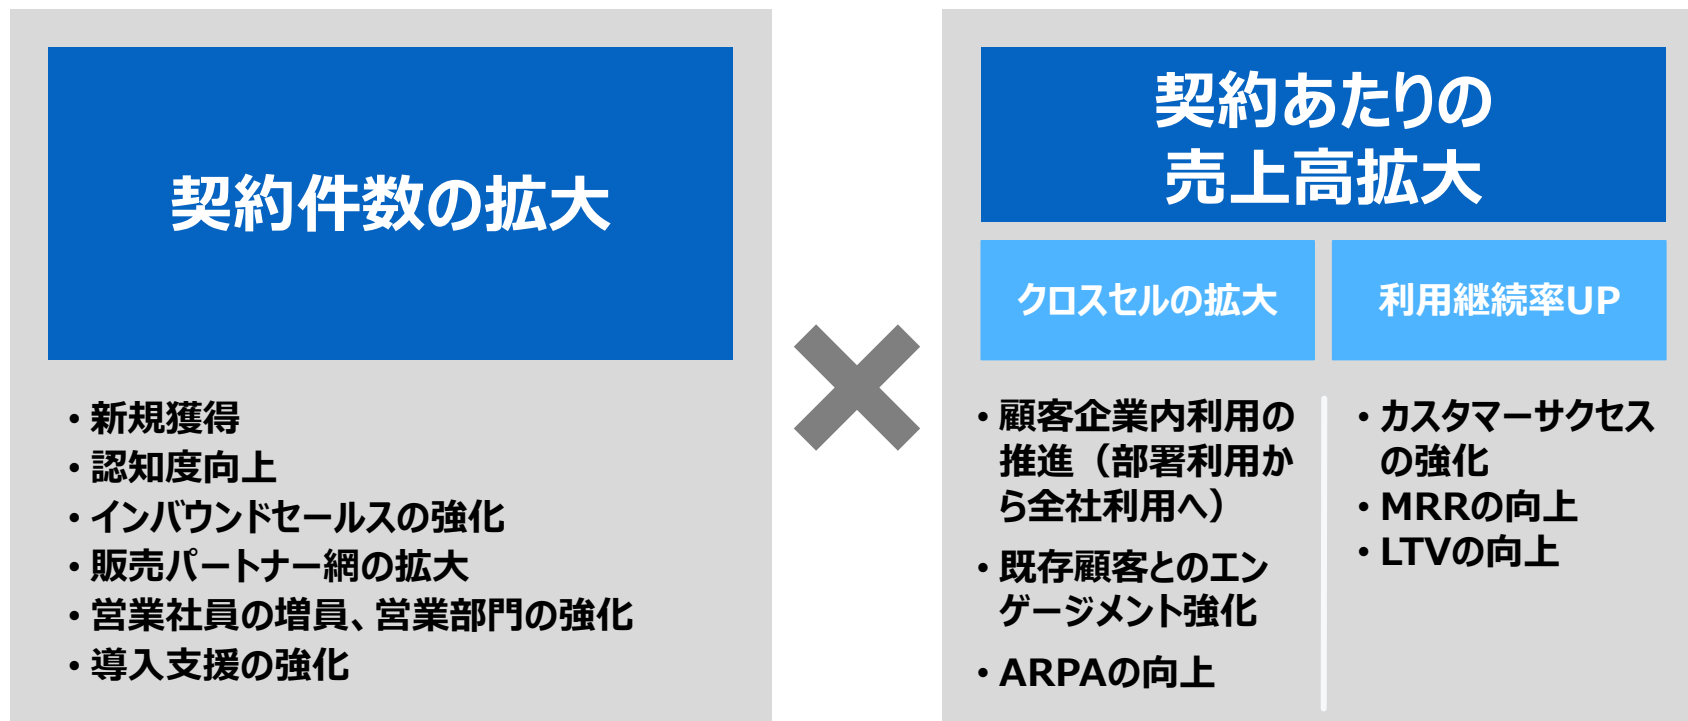 契約件数の拡大
・新規獲得
・認知度向上
・インバウンドセールスの強化
・販売パートナー網の拡大
・営業社員の増員、営業部門の強化
・導入支援の強化
契約あたりの
売上高拡大
クロスセルの拡大
・顧客企業内利用の
推進（部署利用か
ら全社利用へ）
・既存顧客とのエン
ゲージメント強化
・ARPAの向上
利用継続率UP
・カスタマーサクセス
の強化
・MRRの向上
・LTVの向上